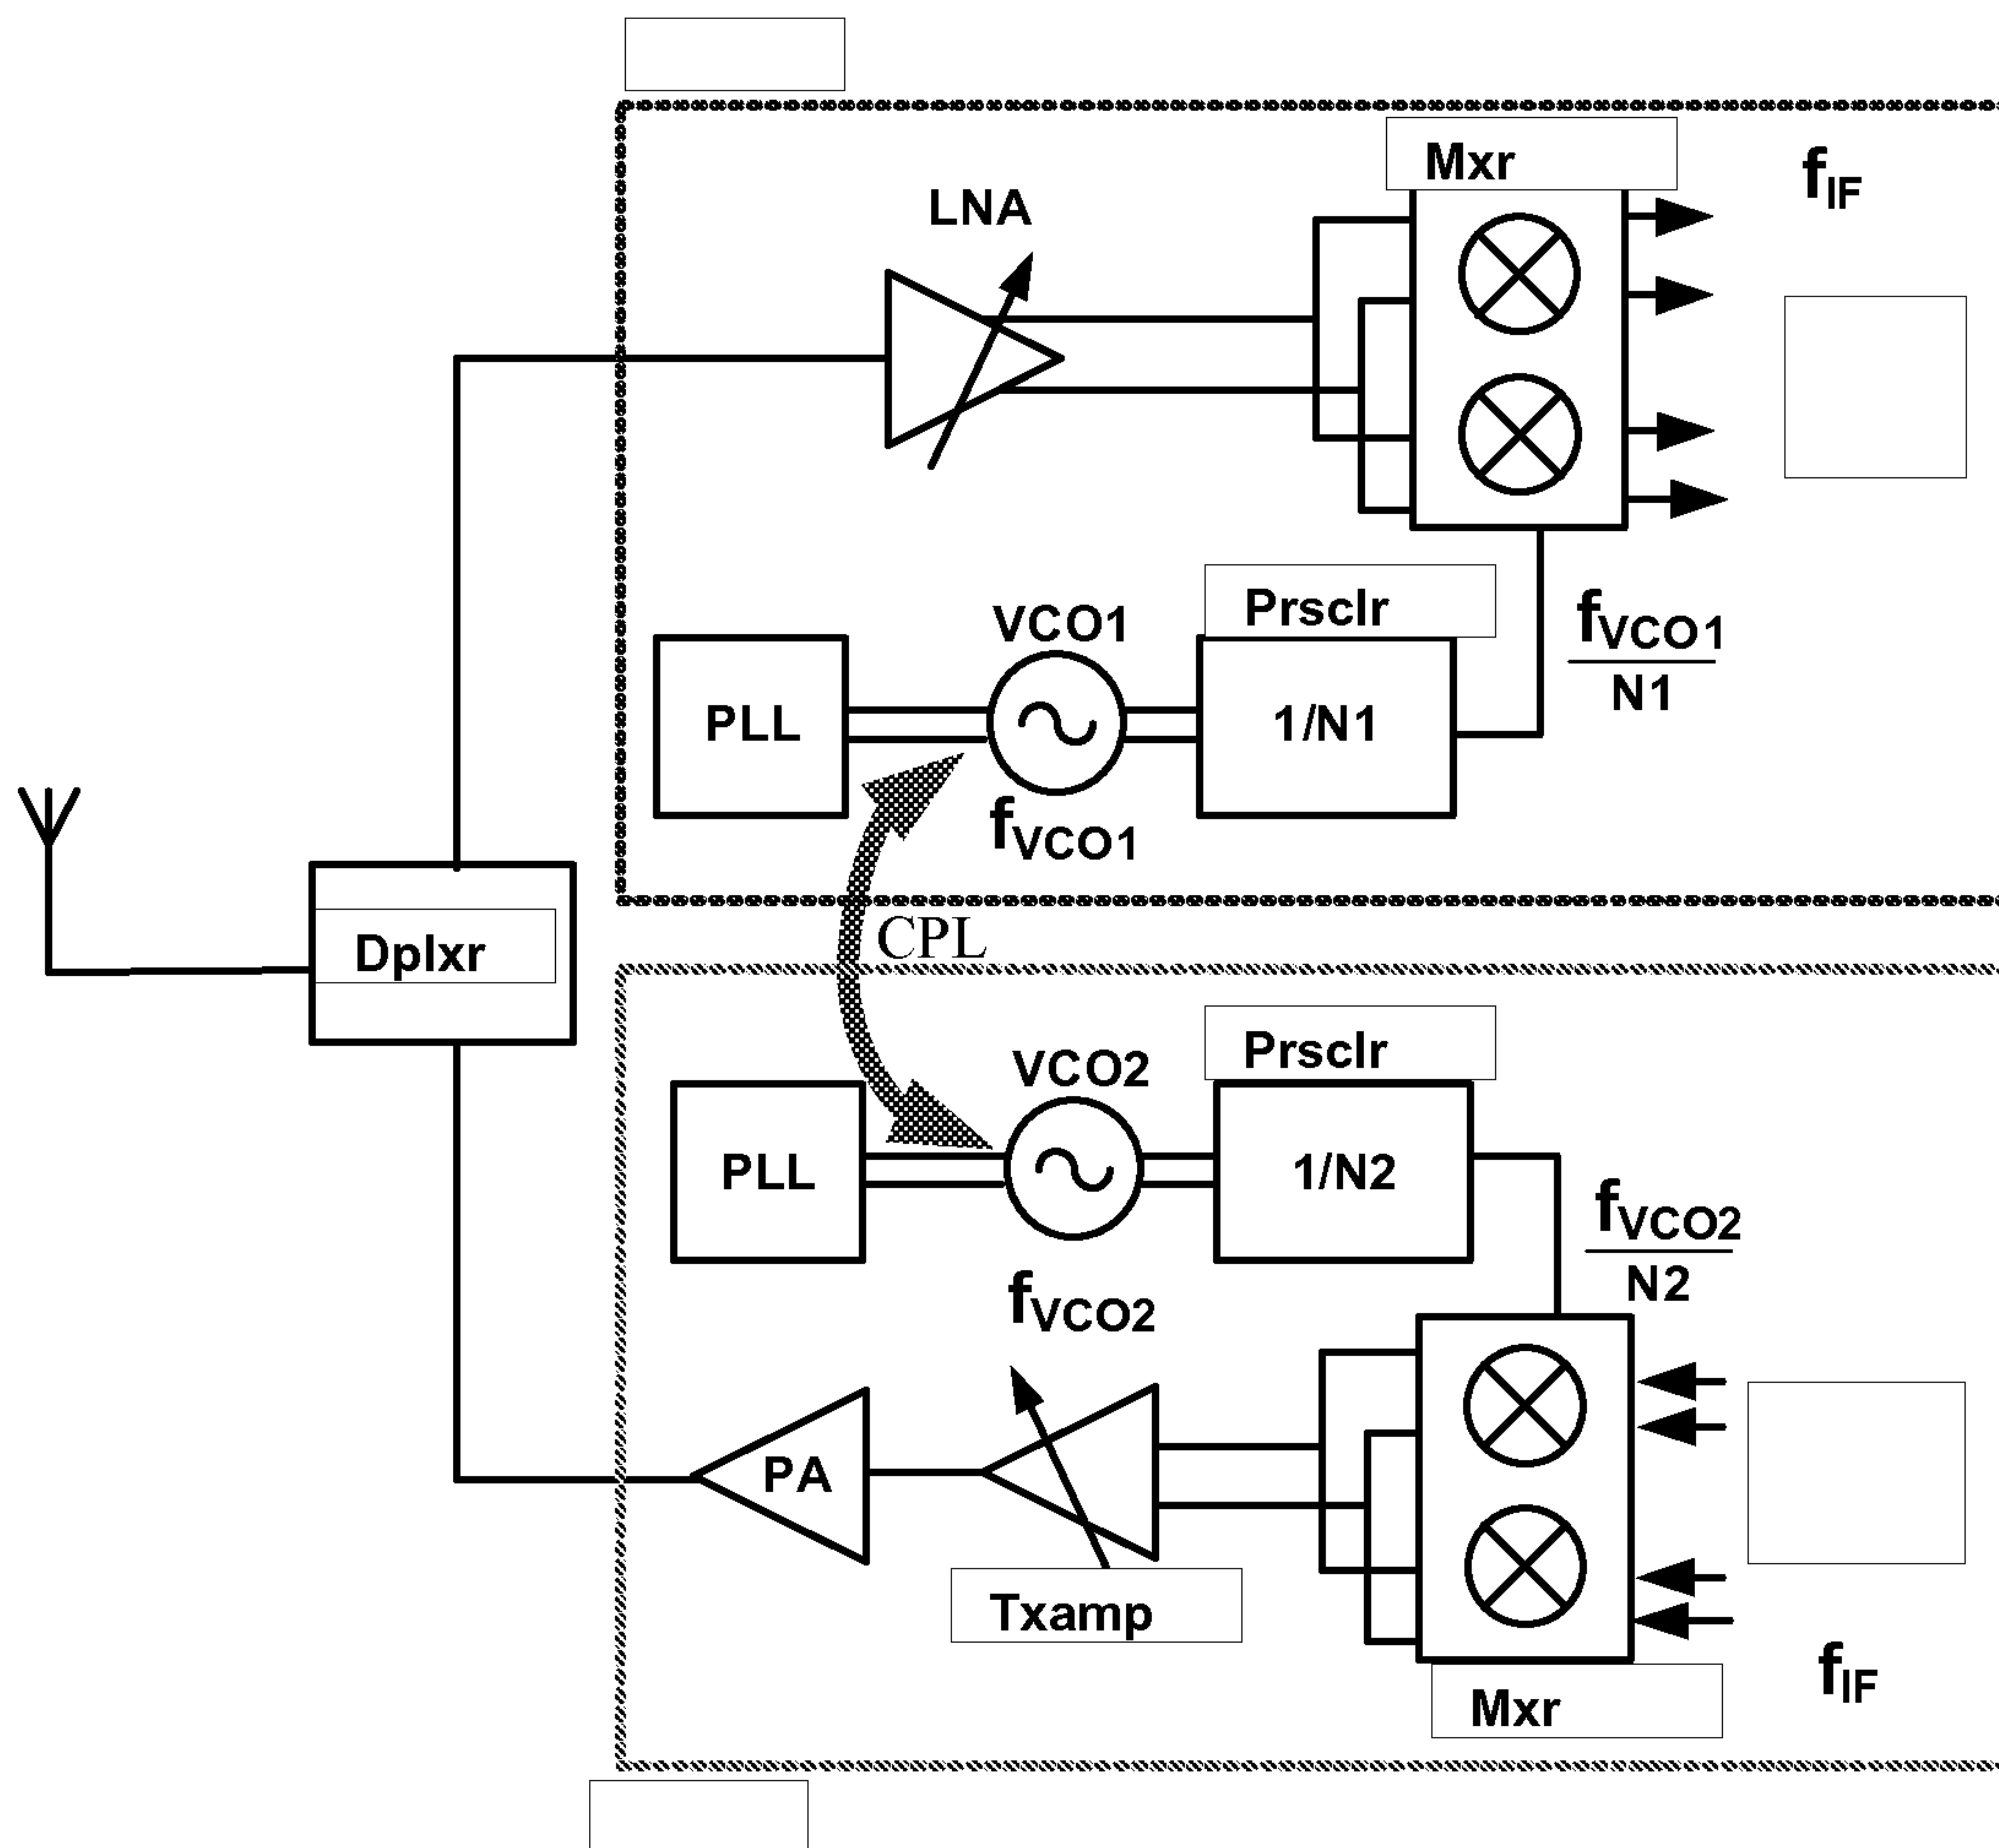 Mxr
f_IF
LNA
Prsclr
VCO1
f_VCO1
N1
PLL
1/N1
f_VCO1
CPL
Dplxr
Prsclr
VCO2
PLL
1/N2
f_VCO2
N2
f_VCO2
PA
Txamp
f_IF
Mxr